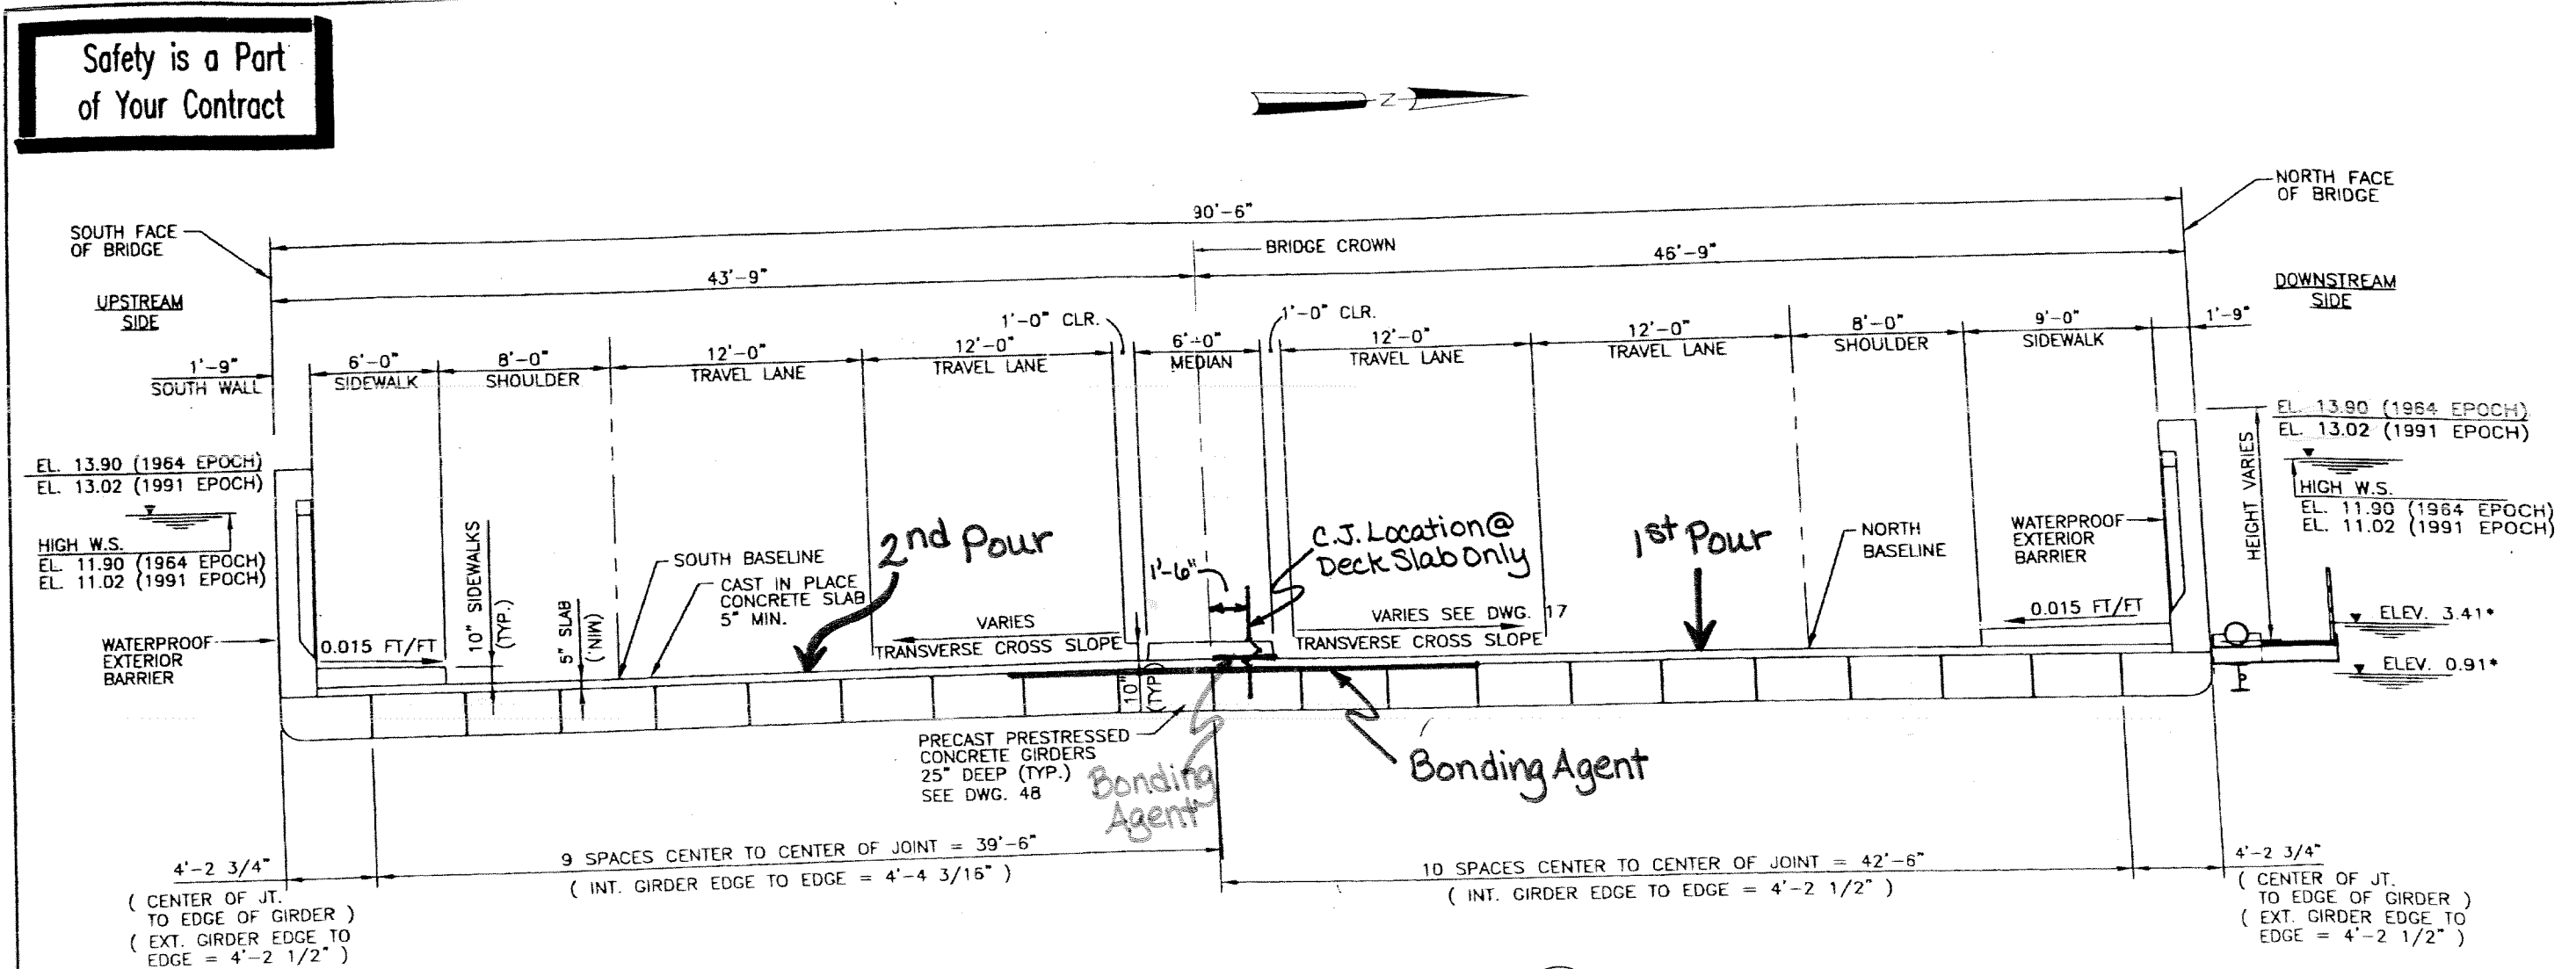 Safety is a Part
of Your Contract
Z
NORTH FACE
OF BRIDGE
90'-6"
SOUTH FACE
OF BRIDGE
BRIDGE CROWN
43'-9"
46'-9"
UPSTREAM
SIDE
DOWNSTREAM
SIDE
1'-9"
SOUTH WALL
6'-0"
SIDEWALK
8'-0"
SHOULDER
12'-0"
TRAVEL LANE
12'-0"
TRAVEL LANE
1'-0" CLR.
6'-0"
MEDIAN
1'-0" CLR.
12'-0"
TRAVEL LANE
12'-0"
TRAVEL LANE
8'-0"
SHOULDER
9'-0"
SIDEWALK
1'-9"
EL. 13.90 (1964 EPOCH)
EL. 13.02 (1991 EPOCH)
HIGH W.S.
EL. 11.90 (1964 EPOCH)
EL. 11.02 (1991 EPOCH)
WATERPROOF
EXTERIOR
BARRIER
0.015 FT/FT
10" SIDEWALKS
(TYP.)
5" SLAB
(MIN)
SOUTH BASELINE
CAST IN PLACE
CONCRETE SLAB
5" MIN.
2nd Pour
VARIES
TRANSVERSE CROSS SLOPE
1'-6"
C.J. Location @
Deck Slab Only
VARIES SEE DWG. 17
TRANSVERSE CROSS SLOPE
1st Pour
NORTH
BASELINE
WATERPROOF
EXTERIOR
BARRIER
0.015 FT/FT
HEIGHT VARIES
EL. 13.90 (1964 EPOCH)
EL. 13.02 (1991 EPOCH)
HIGH W.S.
EL. 11.90 (1964 EPOCH)
EL. 11.02 (1991 EPOCH)
ELEV. 3.41*
ELEV. 0.91*
10"
(TYP)
PRECAST PRESTRESSED
CONCRETE GIRDERS
25" DEEP (TYP.)
SEE DWG. 48
Bonding
Agent
Bonding Agent
4'-2 3/4"
( CENTER OF JT.
TO EDGE OF GIRDER )
( EXT. GIRDER EDGE TO
EDGE = 4'-2 1/2" )
9 SPACES CENTER TO CENTER OF JOINT = 39'-6"
( INT. GIRDER EDGE TO EDGE = 4'-4 3/16" )
10 SPACES CENTER TO CENTER OF JOINT = 42'-6"
( INT. GIRDER EDGE TO EDGE = 4'-2 1/2" )
4'-2 3/4"
( CENTER OF JT.
TO EDGE OF GIRDER )
( EXT. GIRDER EDGE TO
EDGE = 4'-2 1/2" )